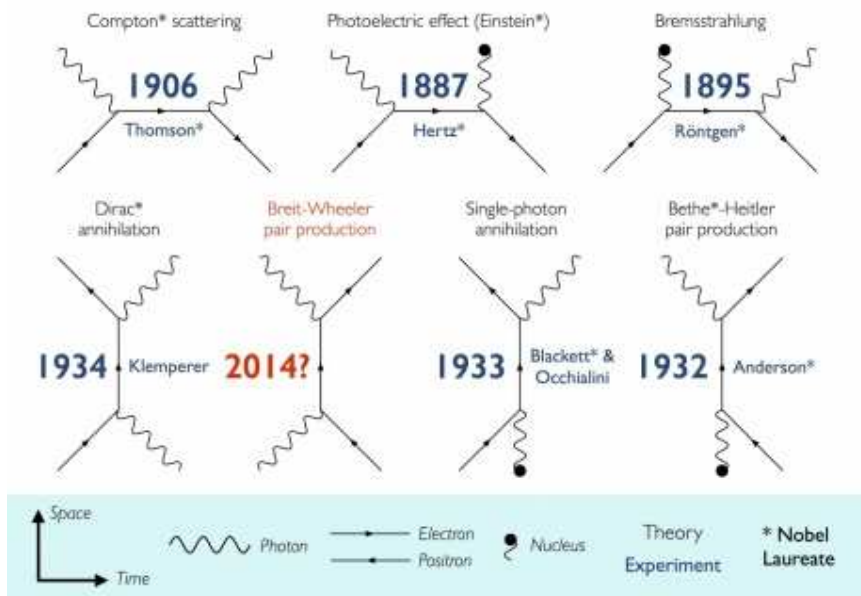 Compton* scattering
Photoelectric effect (Einstein*)
Bremsstrahlung
1906
1887
1895
Thomson*
Hertz*
Röntgen*
Dirac*
annihilation
Breit-Wheeler
pair production
Single-photon
annihilation
Bethe*-Heitler
pair production
1934
Klemperer
2014?
1933
Blackett* &
Occhialini
1932
Anderson*
Space
Time
Photon
Electron
Positron
Nucleus
Theory
Experiment
* Nobel
Laureate